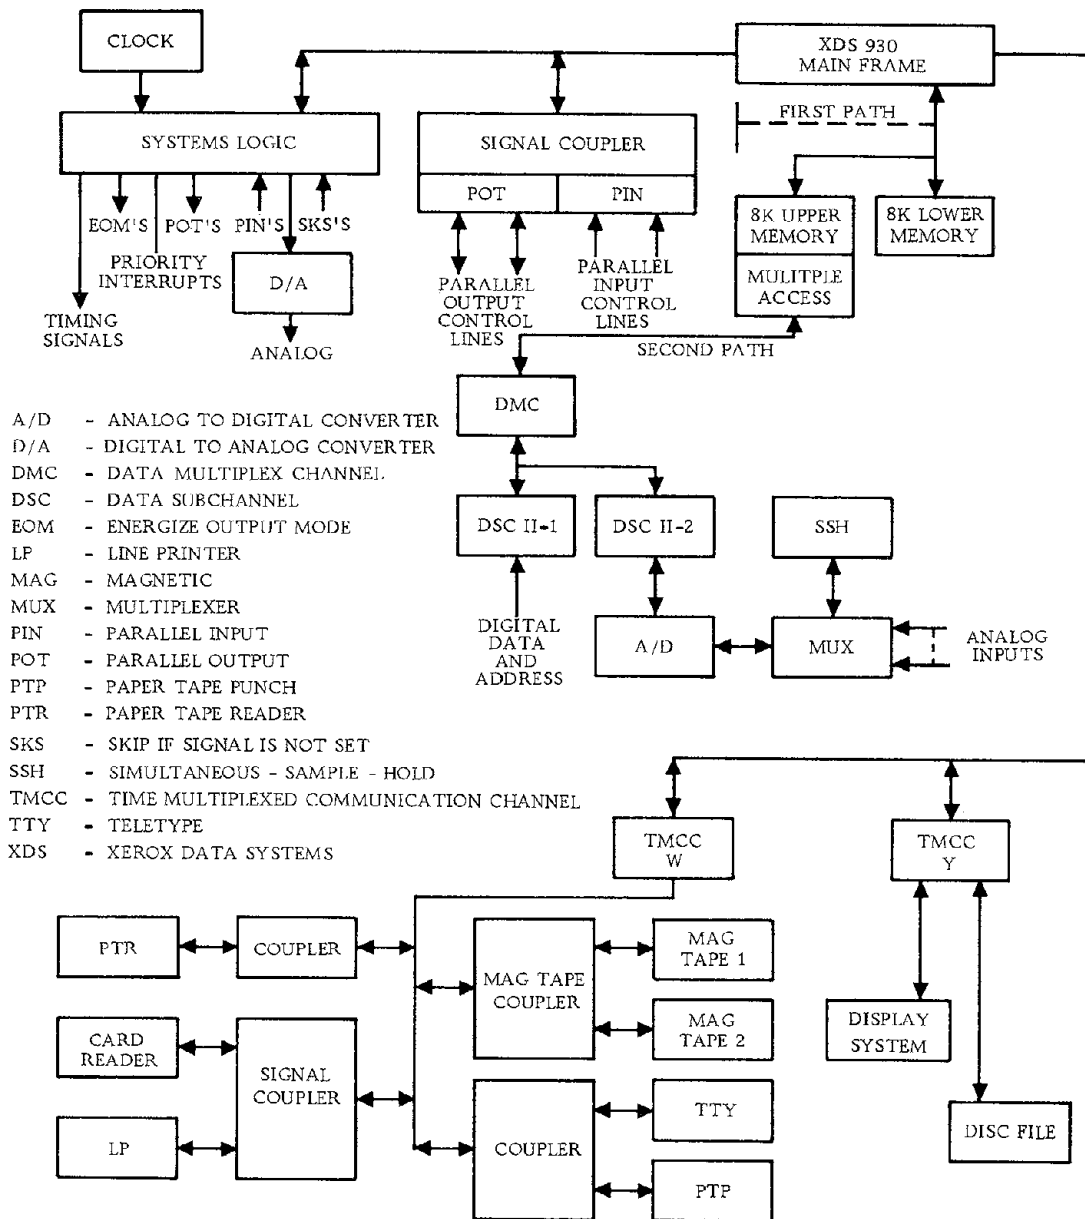 CLOCK
XDS 930
MAIN FRAME
FIRST PATH
SYSTEMS LOGIC
SIGNAL COUPLER
POT
PIN
8K UPPER
MEMORY
8K LOWER
MEMORY
MULITPLE
ACCESS
EOM'S
POT'S
PIN'S
SKS'S
PRIORITY
INTERRUPTS
D/A
TIMING
SIGNALS
ANALOG
PARALLEL
OUTPUT
CONTROL
LINES
PARALLEL
INPUT
CONTROL
LINES
SECOND PATH
DMC
A/D - ANALOG TO DIGITAL CONVERTER
D/A - DIGITAL TO ANALOG CONVERTER
DMC - DATA MULTIPLEX CHANNEL
DSC - DATA SUBCHANNEL
EOM - ENERGIZE OUTPUT MODE
LP - LINE PRINTER
MAG - MAGNETIC
MUX - MULTIPLEXER
PIN - PARALLEL INPUT
POT - PARALLEL OUTPUT
PTP - PAPER TAPE PUNCH
PTR - PAPER TAPE READER
SKS - SKIP IF SIGNAL IS NOT SET
SSH - SIMULTANEOUS - SAMPLE - HOLD
TMCC - TIME MULTIPLEXED COMMUNICATION CHANNEL
TTY - TELETYPE
XDS - XEROX DATA SYSTEMS
DSC II-1
DSC II-2
SSH
DIGITAL
DATA
AND
ADDRESS
A/D
MUX
ANALOG
INPUTS
TMCC
W
TMCC
Y
PTR
COUPLER
MAG TAPE
COUPLER
MAG
TAPE 1
MAG
TAPE 2
CARD
READER
SIGNAL
COUPLER
LP
COUPLER
TTY
PTP
DISPLAY
SYSTEM
DISC FILE